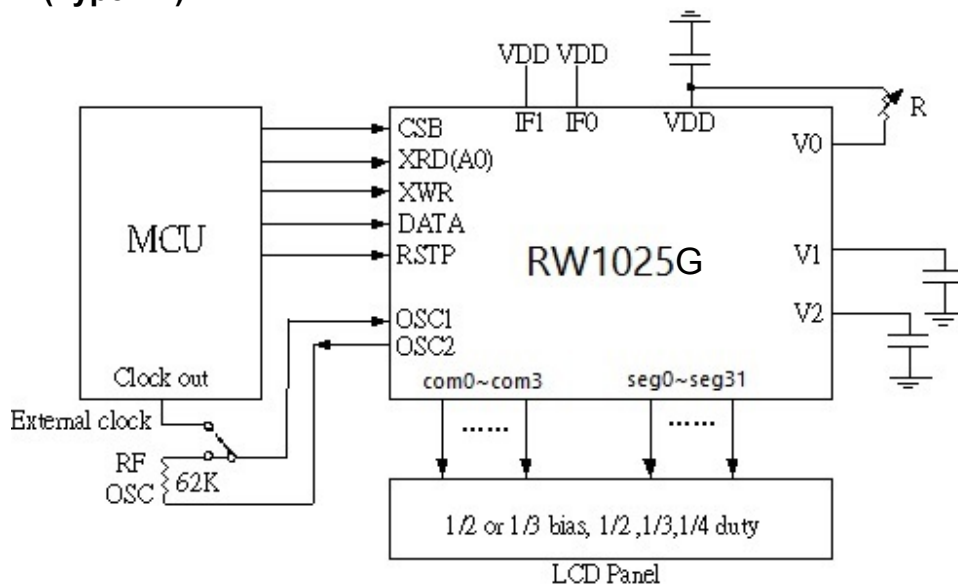 VDD VDD
IF1 IF0 VDD
R
CSB
XRD(A0)
XWR
DATA
RSTP
OSC1
OSC2
MCU
Clock out
RW1025G
V0
V1
V2
com0~com3 seg0~seg31
...... ......
External clock
RF
OSC
62K
1/2 or 1/3 bias, 1/2 ,1/3,1/4 duty
LCD Panel